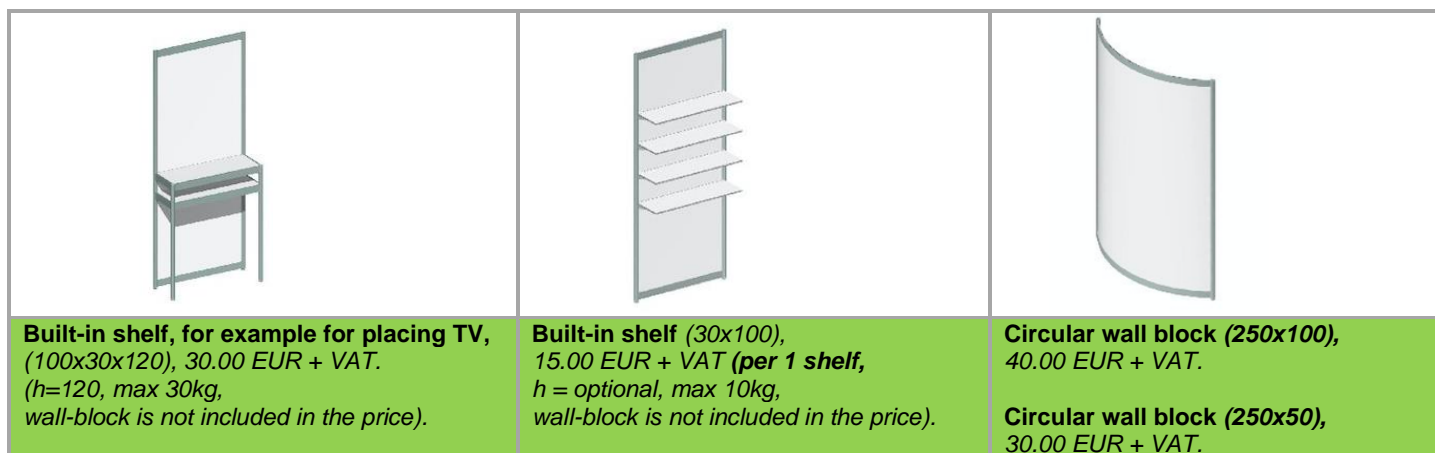 Built-in shelf, for example for placing TV,
(100x30x120), 30.00 EUR + VAT.
(h=120, max 30kg,
wall-block is not included in the price).
Built-in shelf (30x100),
15.00 EUR + VAT (per 1 shelf,
h = optional, max 10kg,
wall-block is not included in the price).
Circular wall block (250x100),
40.00 EUR + VAT.
Circular wall block (250x50),
30.00 EUR + VAT.